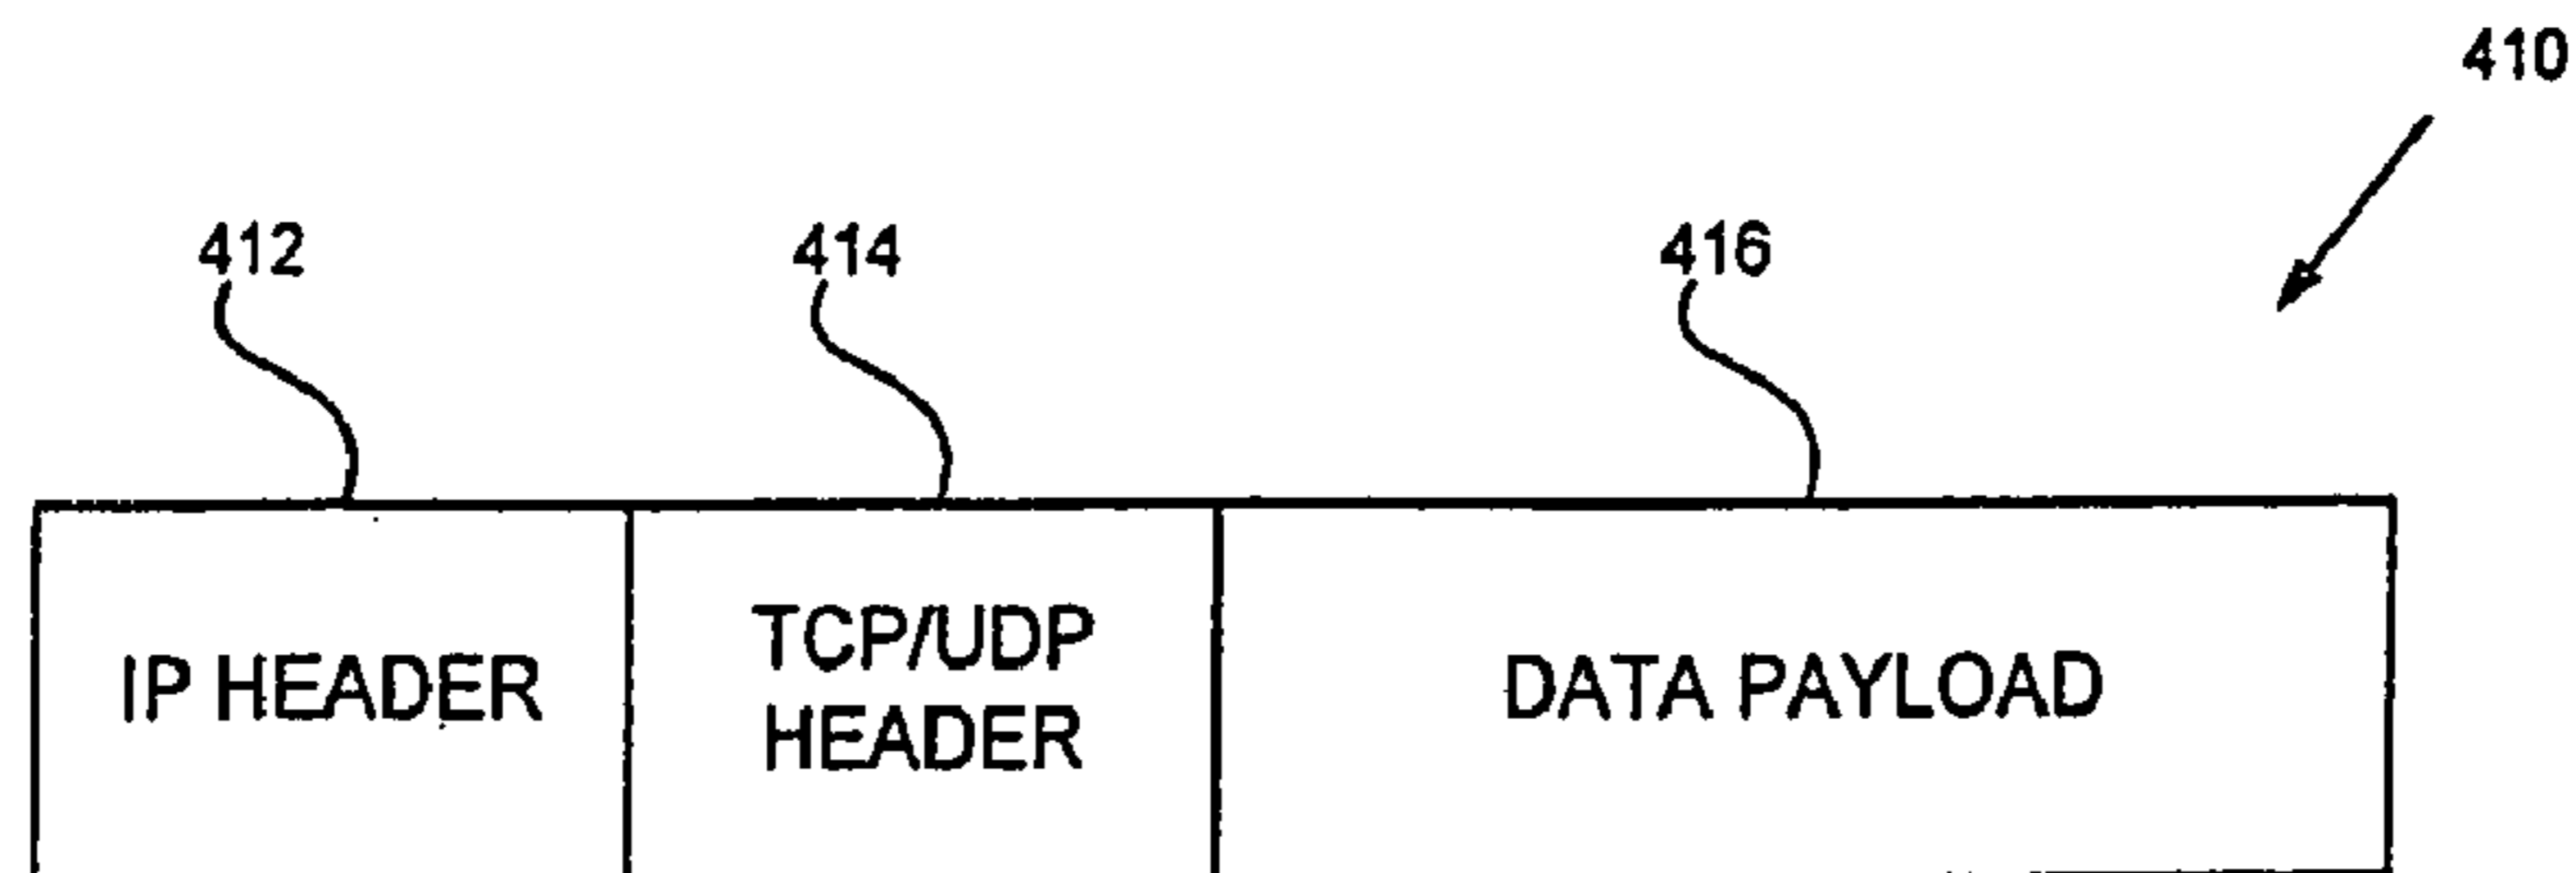 410
412
414
416
IP HEADER
TCP/UDP
HEADER
DATA PAYLOAD